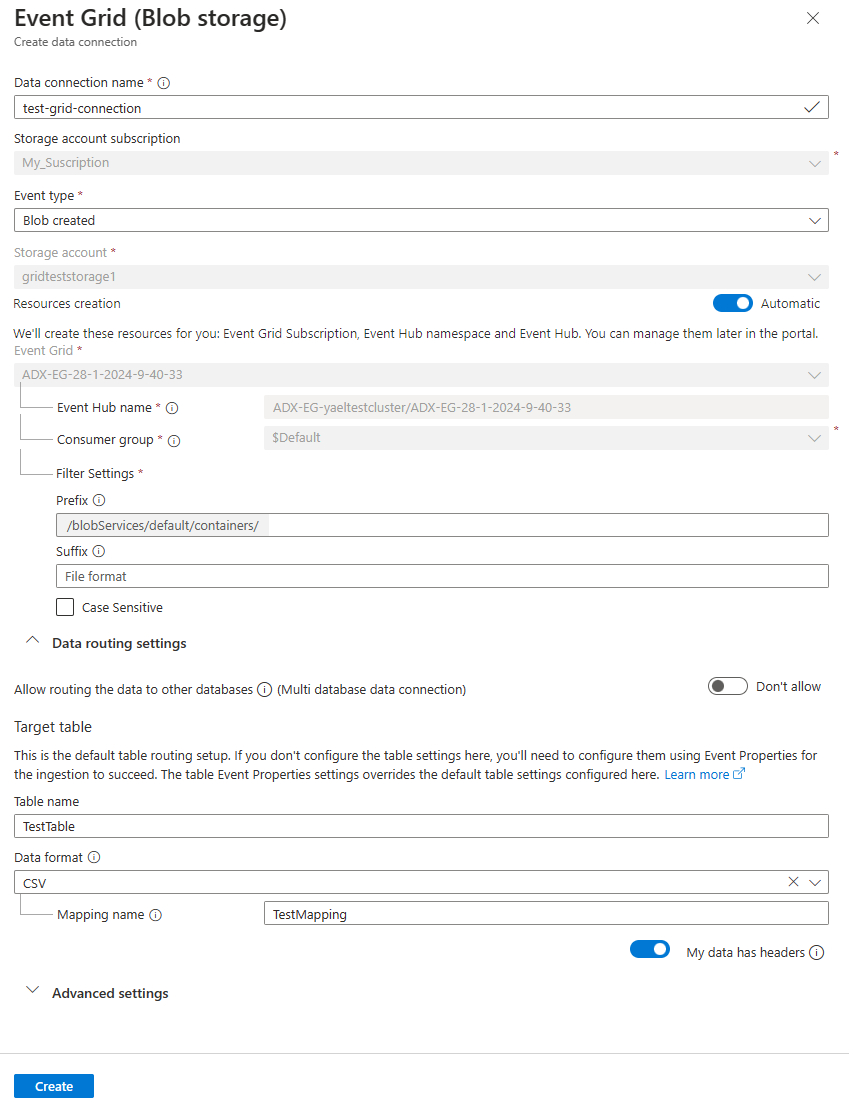 Event Grid (Blob storage)
Create data connection
Data connection name *
test-grid-connection
Storage account subscription
My_Suscription
*
Event type *
Blob created
Storage account *
gridteststorage1
Resources creation
Automatic
We'll create these resources for you: Event Grid Subscription, Event Hub namespace and Event Hub. You can manage them later in the portal.
Event Grid *
ADX-EG-28-1-2024-9-40-33
Event Hub name *
ADX-EG-yaeltestcluster/ADX-EG-28-1-2024-9-40-33
Consumer group *
$Default
*
Filter Settings *
Prefix
/blobServices/default/containers/
Suffix
File format
Case Sensitive
Data routing settings
Allow routing the data to other databases (Multi database data connection)
Don't allow
Target table
This is the default table routing setup. If you don't configure the table settings here, you'll need to configure them using Event Properties for
the ingestion to succeed. The table Event Properties settings overrides the default table settings configured here. Learn more
Table name
TestTable
Data format
CSV
Mapping name
TestMapping
My data has headers
Advanced settings
Create